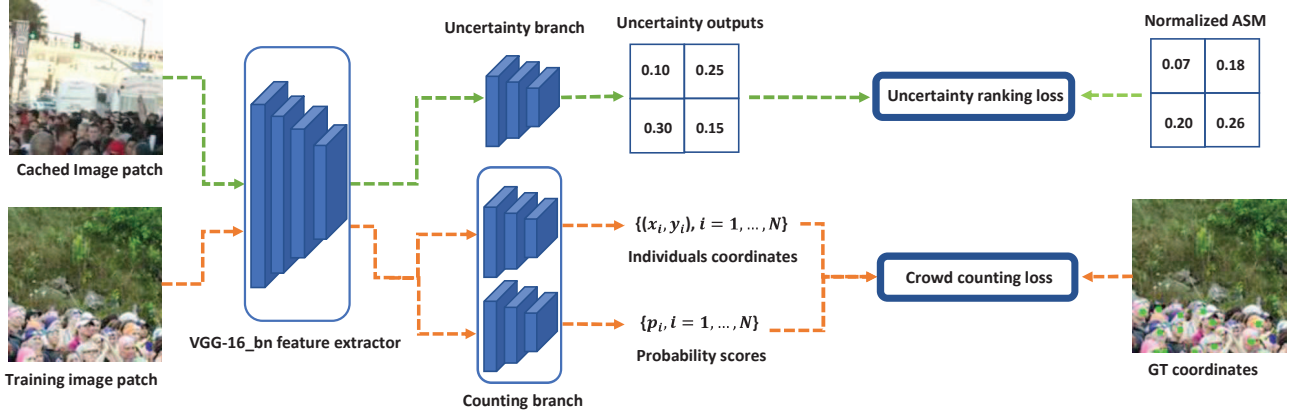 Uncertainty branch
Uncertainty outputs
Normalized ASM
0.10 0.25
0.30 0.15
Uncertainty ranking loss
0.07 0.18
0.20 0.26
Cached Image patch
{(x_i, y_i), i = 1, … , N}
Individuals coordinates
Crowd counting loss
{p_i, i = 1, … , N}
Probability scores
VGG-16_bn feature extractor
Training image patch
Counting branch
GT coordinates